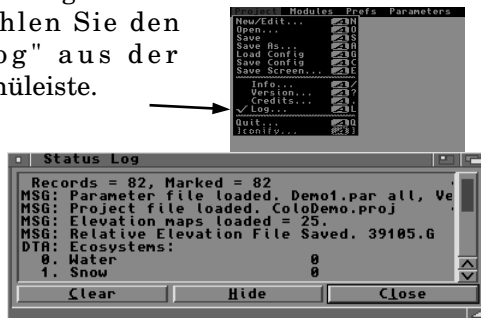 hlen Sie den
og" aus der
nüleiste.
Project Modules Prefs Parameters
New/Edit... N
Open... O
Save S
Save As... A
Load Config G
Save Config C
Save Screen... E
Info... /
Version... ?
Credits... .
✓ Log... L
Quit... Q
Iconify... )
Status Log
Records = 82, Marked = 82
MSG: Parameter file loaded. Demo1.par all, Ve
MSG: Project file loaded. ColoDemo.proj
MSG: Elevation maps loaded = 25.
MSG: Relative Elevation File Saved. 39105.G
DTA: Ecosystems:
0. Water 0
1. Snow 0
Clear Hide Close